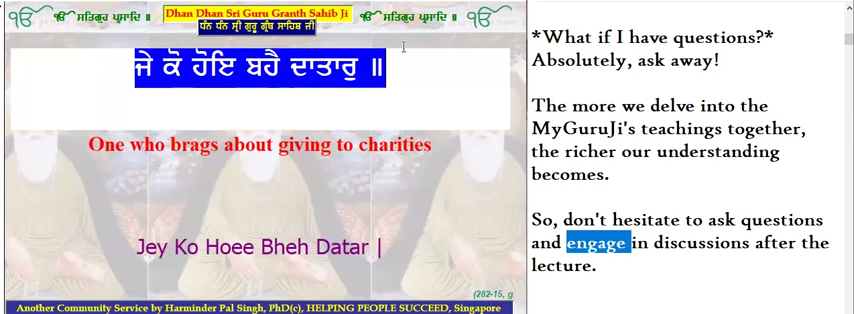 ੴ ੴ ਸਤਿਗੁਰ ਪ੍ਰਸਾਦਿ ॥ Dhan Dhan Sri Guru Granth Sahib Ji ੴ ਸਤਿਗੁਰ ਪ੍ਰਸਾਦਿ ॥ ੴ
ਧੰਨ ਧੰਨ ਸ੍ਰੀ ਗੁਰੂ ਗ੍ਰੰਥ ਸਾਹਿਬ ਜੀ
ਜੇ ਕੋ ਹੋਇ ਬਹੈ ਦਾਤਾਰੁ ॥
One who brags about giving to charities
Jey Ko Hoee Bheh Datar |
(282-15, g
Another Community Service by Harminder Pal Singh, PhD(c), HELPING PEOPLE SUCCEED, Singapore
*What if I have questions?*
Absolutely, ask away!
The more we delve into the
MyGuruJi's teachings together,
the richer our understanding
becomes.
So, don't hesitate to ask questions
and engage in discussions after the
lecture.